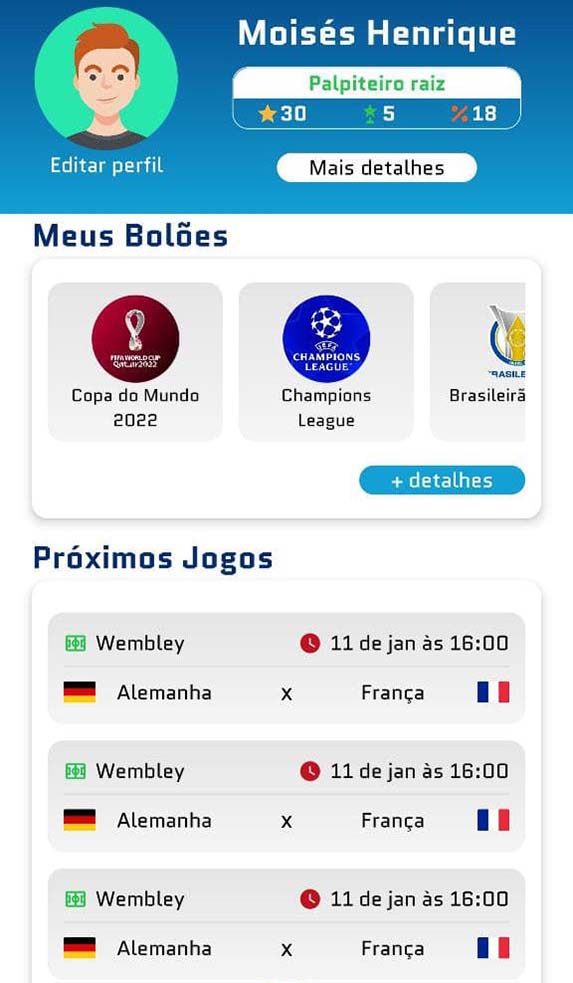 Moisés Henrique
Palpiteiro raiz
30 5 18
Editar perfil
Mais detalhes
Meus Bolões
FIFA WORLD CUP
Qatar2022
Copa do Mundo
2022
UEFA
CHAMPIONS
LEAGUE
Champions
League
RASILE
Brasileirã
+ detalhes
Próximos Jogos
Wembley 11 de jan às 16:00
Alemanha x França
Wembley 11 de jan às 16:00
Alemanha x França
Wembley 11 de jan às 16:00
Alemanha x França